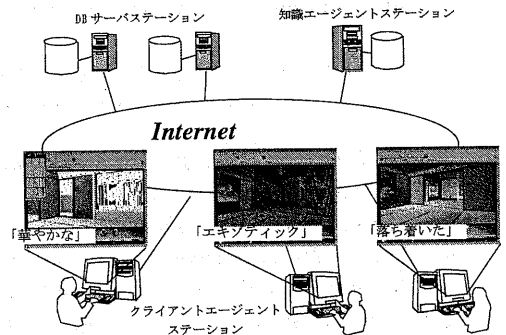 DBサーバステーション
知識エージェントステーション
Internet
「華やかな」
「エキゾティック」
「落ち着いた」
クライアントエージェント
ステーション